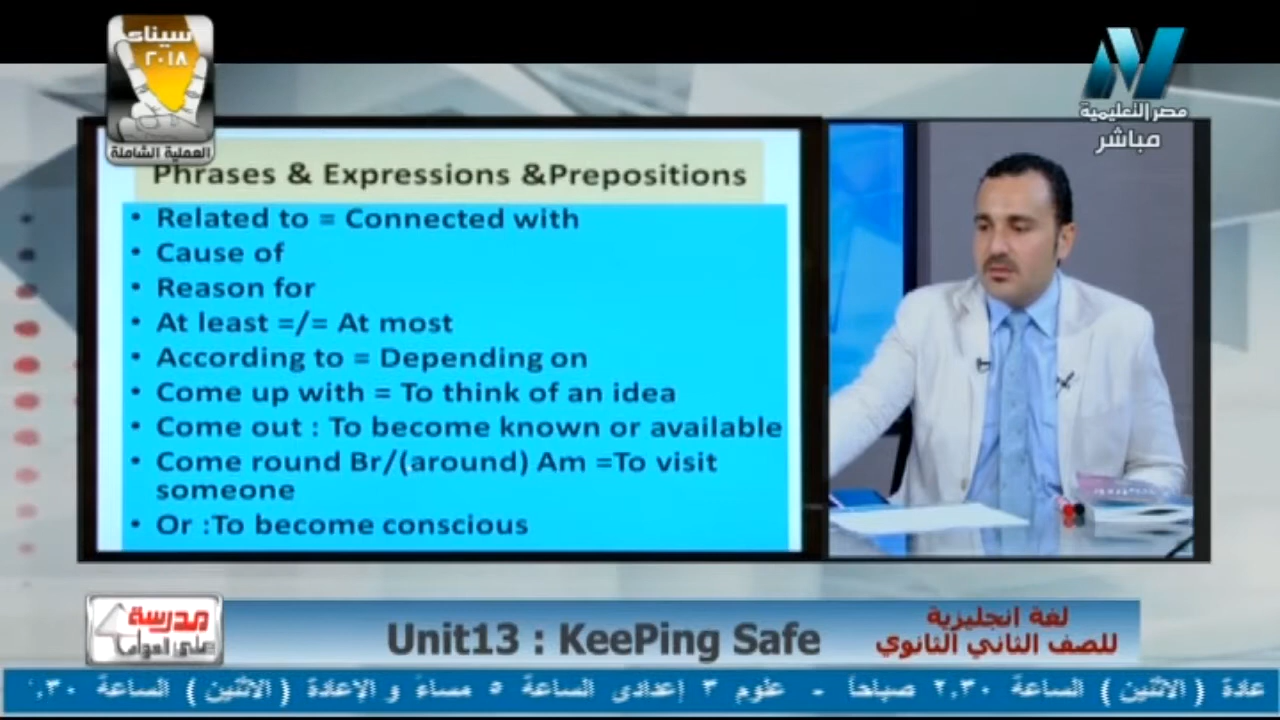 سيناء
٢٠١٨
العملية الشاملة
مصر التعليمية
مباشر
Phrases & Expressions &Prepositions
• Related to = Connected with
• Cause of
• Reason for
• At least =/= At most
• According to = Depending on
• Come up with = To think of an idea
• Come out : To become known or available
• Come round Br/(around) Am =To visit
someone
• Or :To become conscious
مدرسة
على الهواء
Unit13 : KeePing Safe
لغة انجليزية
للصف الثاني الثانوي
عادة ( الاثنين ) الساعة ٢,٣٠ صباحاً - علوم ٣ إعدادى الساعة ٥ مساءً و الإعادة ( الاثنين ) الساعة